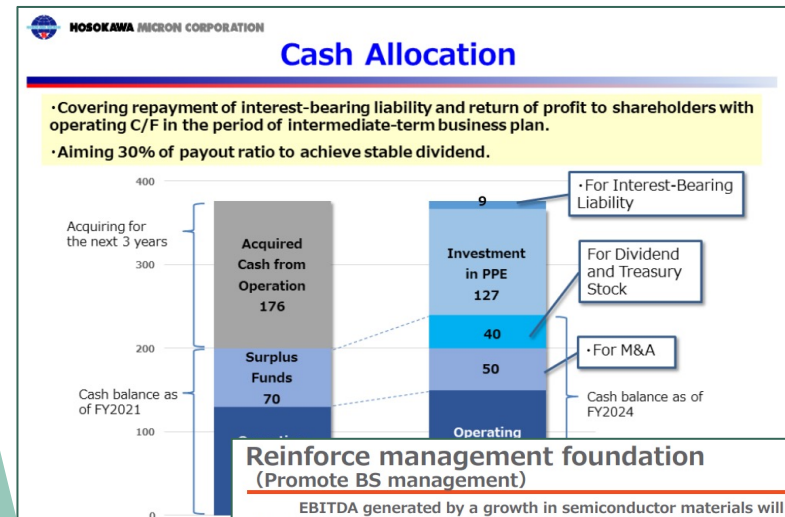 HOSOKAWA MICRON CORPORATION
Cash Allocation
・Covering repayment of interest-bearing liability and return of profit to shareholders with
operating C/F in the period of intermediate-term business plan.
・Aiming 30% of payout ratio to achieve stable dividend.
400
300
200
100
0
Acquiring for
the next 3 years
Cash balance as
of FY2021
Acquired
Cash from
Operation
176
Surplus
Funds
70
9
Investment
in PPE
127
40
50
Operating
・For Interest-Bearing
Liability
For Dividend
and Treasury
Stock
・For M&A
Cash balance as of
FY2024
Reinforce management foundation
(Promote BS management)
EBITDA generated by a growth in semiconductor materials will